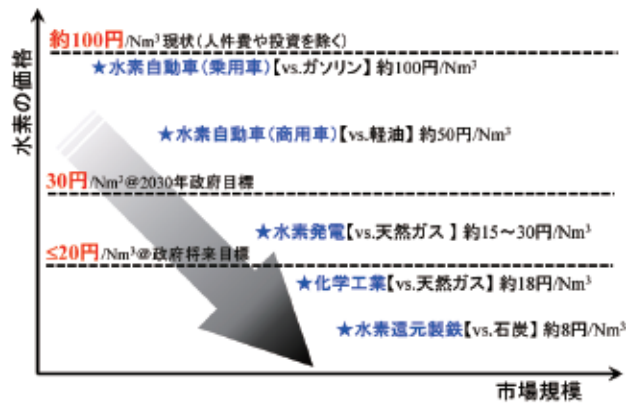 水素の価格
約100円/Nm³ 現状(人件費や投資を除く)
★水素自動車(乗用車)【vs.ガソリン】約100円/Nm³
★水素自動車(商用車)【vs.軽油】約50円/Nm³
30円/Nm³@2030年政府目標
★水素発電【vs.天然ガス】約15～30円/Nm³
≤20円/Nm³@政府将来目標
★化学工業【vs.天然ガス】約18円/Nm³
★水素還元製鉄【vs.石炭】約8円/Nm³
市場規模